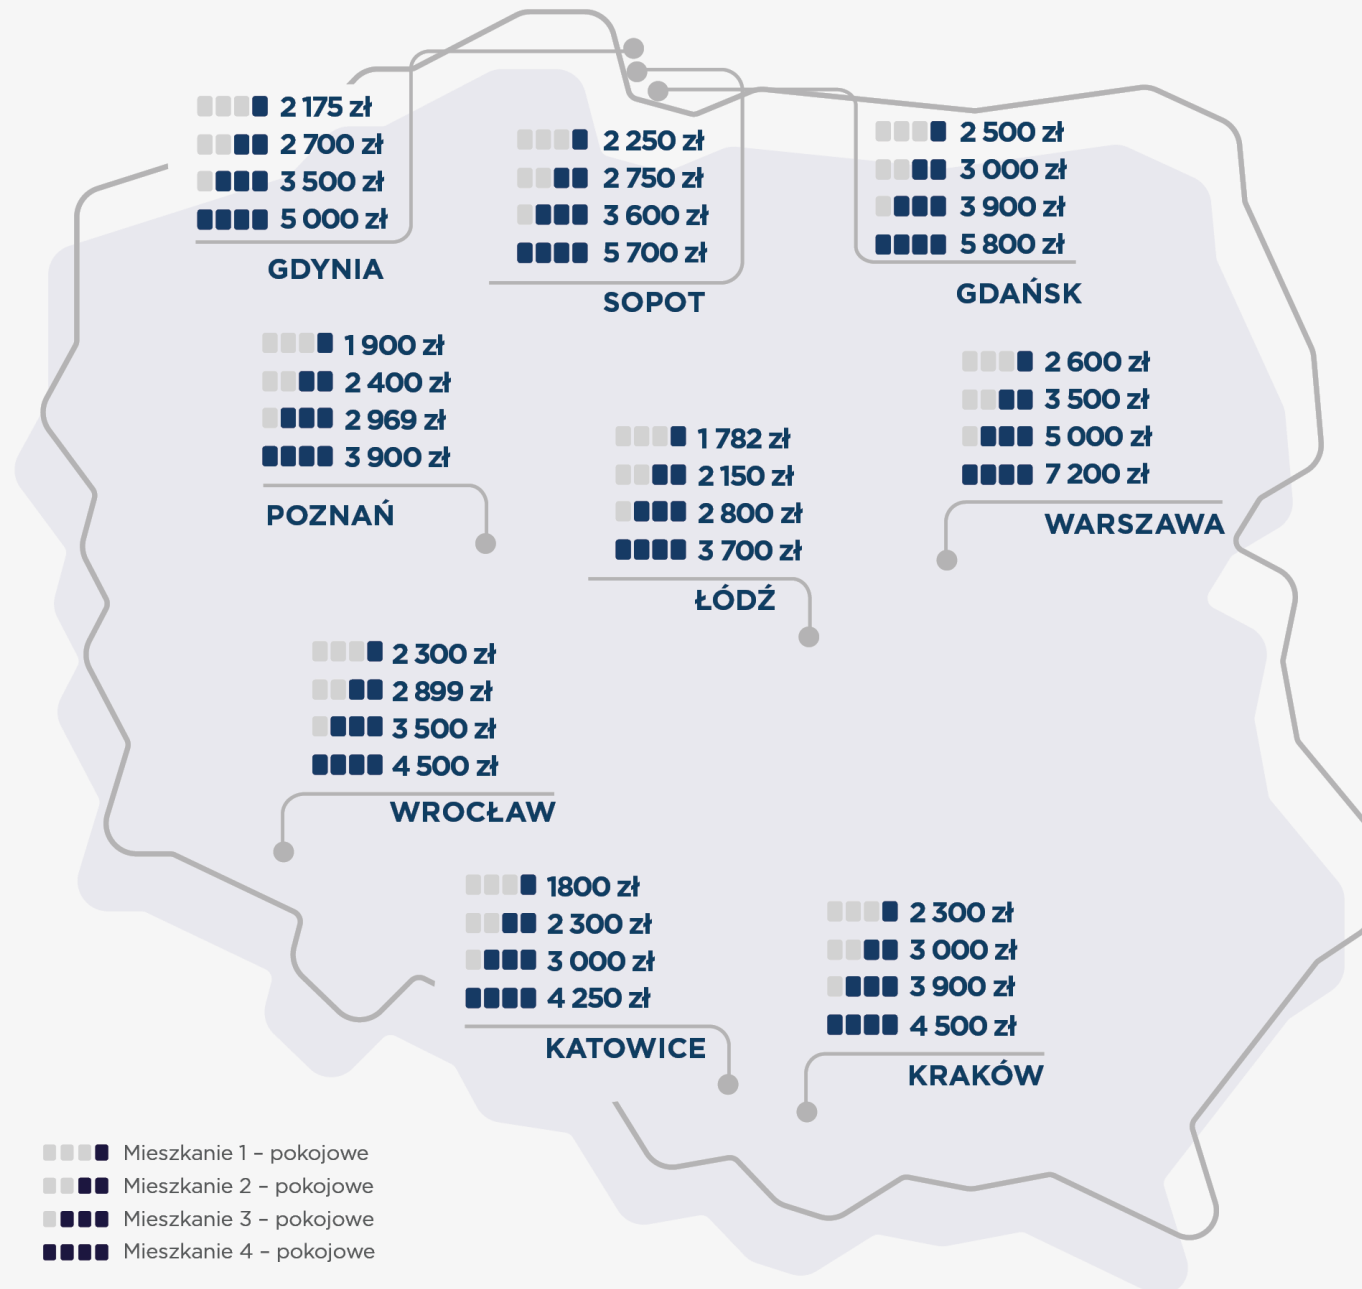 2 175 zł
2 700 zł
3 500 zł
5 000 zł
GDYNIA
2 250 zł
2 750 zł
3 600 zł
5 700 zł
SOPOT
2 500 zł
3 000 zł
3 900 zł
5 800 zł
GDAŃSK
1 900 zł
2 400 zł
2 969 zł
3 900 zł
POZNAŃ
1 782 zł
2 150 zł
2 800 zł
3 700 zł
ŁÓDŹ
2 600 zł
3 500 zł
5 000 zł
7 200 zł
WARSZAWA
2 300 zł
2 899 zł
3 500 zł
4 500 zł
WROCŁAW
1800 zł
2 300 zł
3 000 zł
4 250 zł
KATOWICE
2 300 zł
3 000 zł
3 900 zł
4 500 zł
KRAKÓW
Mieszkanie 1 – pokojowe
Mieszkanie 2 – pokojowe
Mieszkanie 3 – pokojowe
Mieszkanie 4 – pokojowe